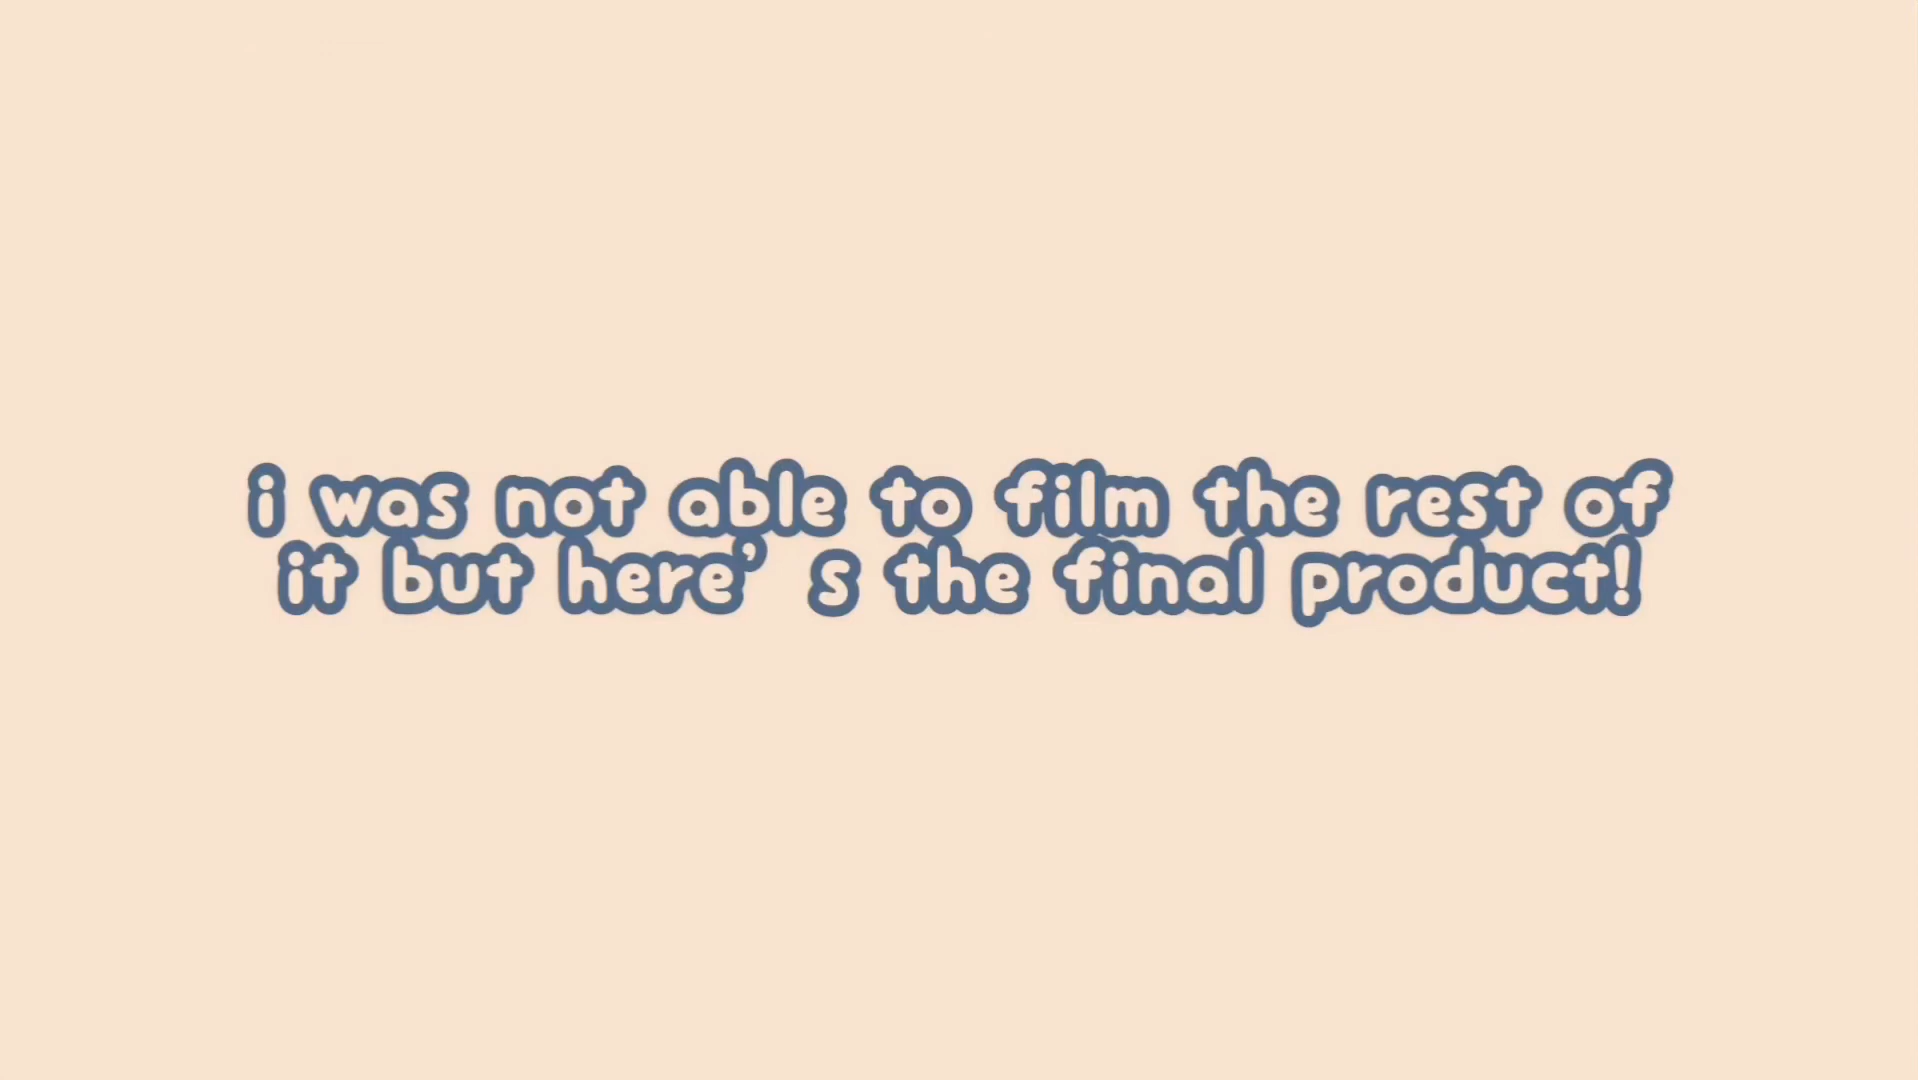 i was not able to film the rest of
it but here’s the final product!